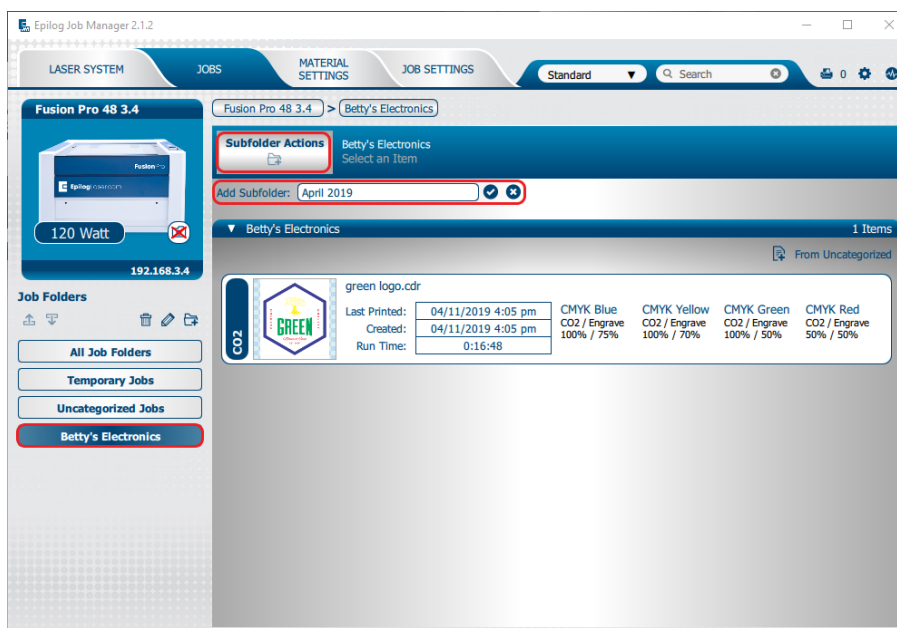 Epilog Job Manager 2.1.2
LASER SYSTEM
JOBS
MATERIAL
SETTINGS
JOB SETTINGS
Standard
Search
0
Fusion Pro 48 3.4
Fusion Pro
Epilog
120 Watt
192.168.3.4
Job Folders
All Job Folders
Temporary Jobs
Uncategorized Jobs
Betty's Electronics
Fusion Pro 48 3.4 > Betty's Electronics
Subfolder Actions
Betty's Electronics
Select an Item
Add Subfolder: April 2019
Betty's Electronics 1 Items
From Uncategorized
CO2
GREEN
green logo.cdr
Last Printed: 04/11/2019 4:05 pm
Created: 04/11/2019 4:05 pm
Run Time: 0:16:48
CMYK Blue
CO2 / Engrave
100% / 75%
CMYK Yellow
CO2 / Engrave
100% / 70%
CMYK Green
CO2 / Engrave
100% / 50%
CMYK Red
CO2 / Engrave
50% / 50%